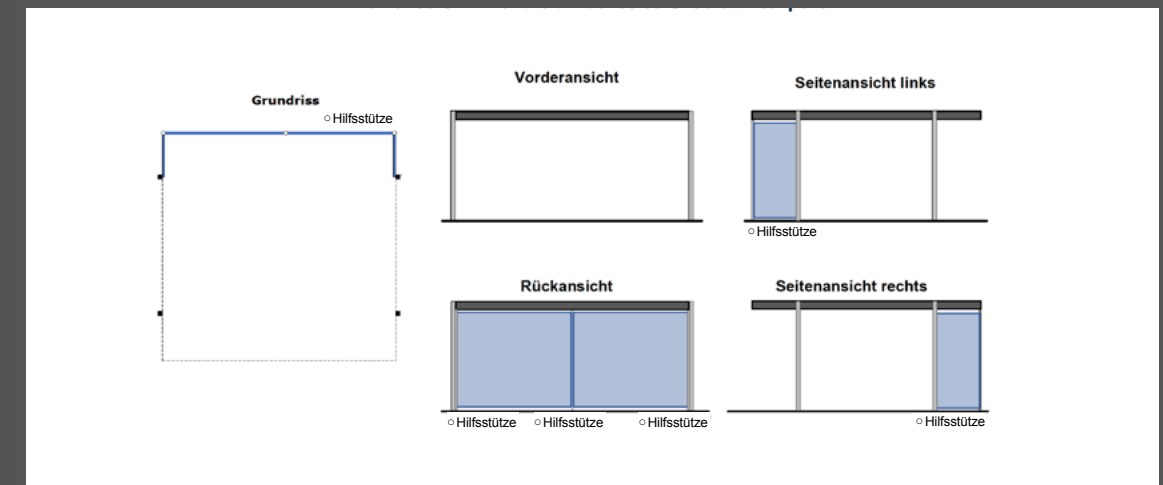 Vorderansicht
Seitenansicht links
Grundriss
○ Hilfsstütze
○ Hilfsstütze
Rückansicht
Seitenansicht rechts
○ Hilfsstütze ○ Hilfsstütze ○ Hilfsstütze
○ Hilfsstütze